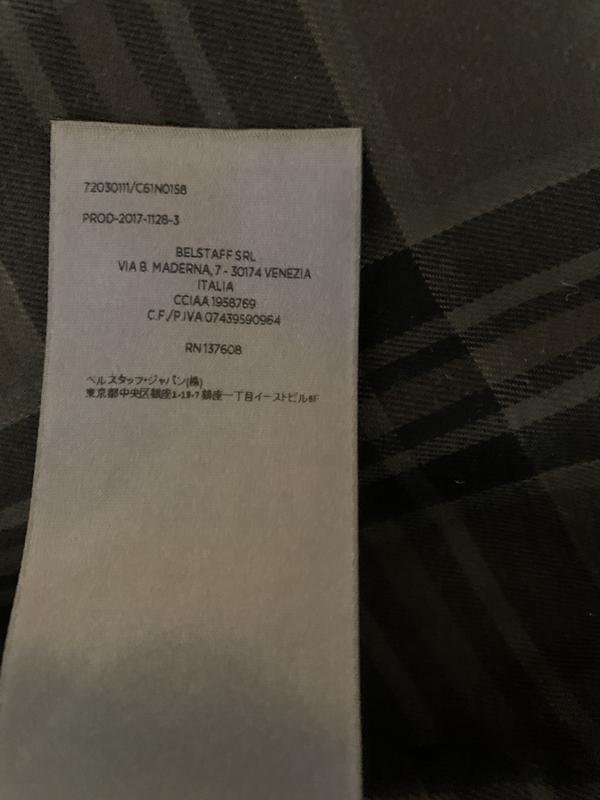 72030111/C61N0158
PROD-2017-1128-3
BELSTAFF SRL
VIA B. MADERNA, 7 - 30174 VENEZIA
ITALIA
CCIAA 1958769
C.F./P.IVA 07439590964
RN 137608
ベルスタッフ・ジャパン(株)
東京都中央区銀座1-19-7 銀座一丁目イーストビル6F